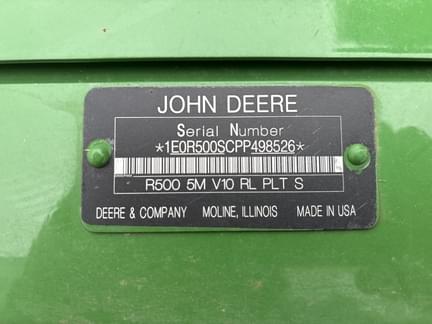 JOHN DEERE
Serial Number
*1E0R500SCPP498526*
R500 5M V10 RL PLT S
DEERE & COMPANY MOLINE, ILLINOIS MADE IN USA